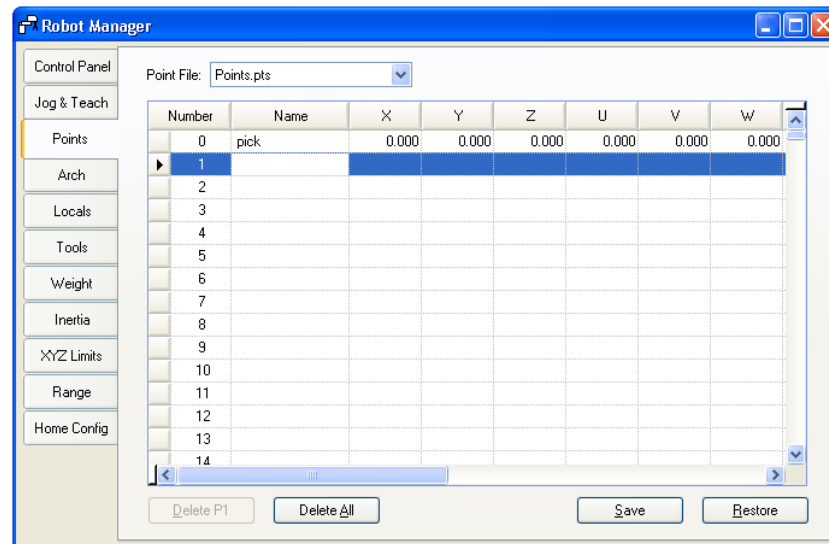 Robot Manager
Control Panel
Jog & Teach
Points
Arch
Locals
Tools
Weight
Inertia
XYZ Limits
Range
Home Config
Point File: Points.pts
Number Name X Y Z U V W
0 pick 0.000 0.000 0.000 0.000 0.000 0.000
1
2
3
4
5
6
7
8
9
10
11
12
13
14
Delete P1 Delete All Save Restore